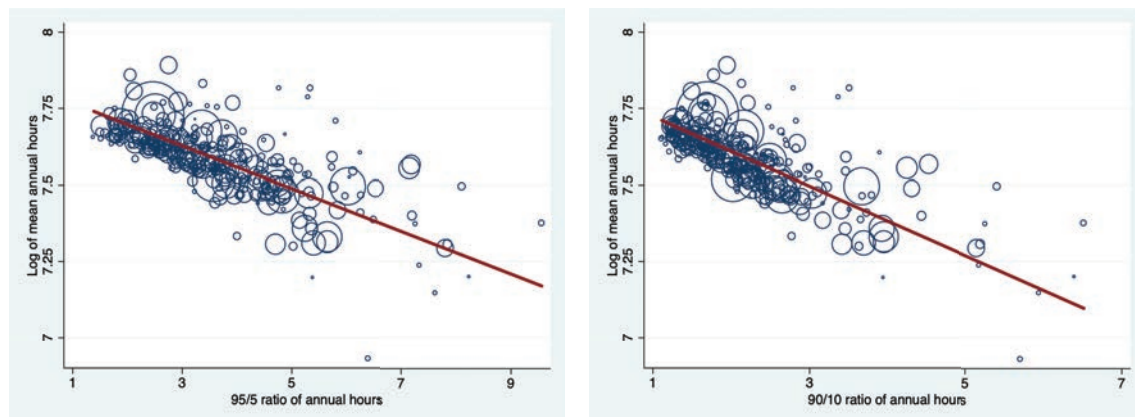 8
7.75
7.5
7.25
7
Log of mean annual hours
1 3 5 7 9
95/5 ratio of annual hours
8
7.75
7.5
7.25
7
Log of mean annual hours
1 3 5 7
90/10 ratio of annual hours